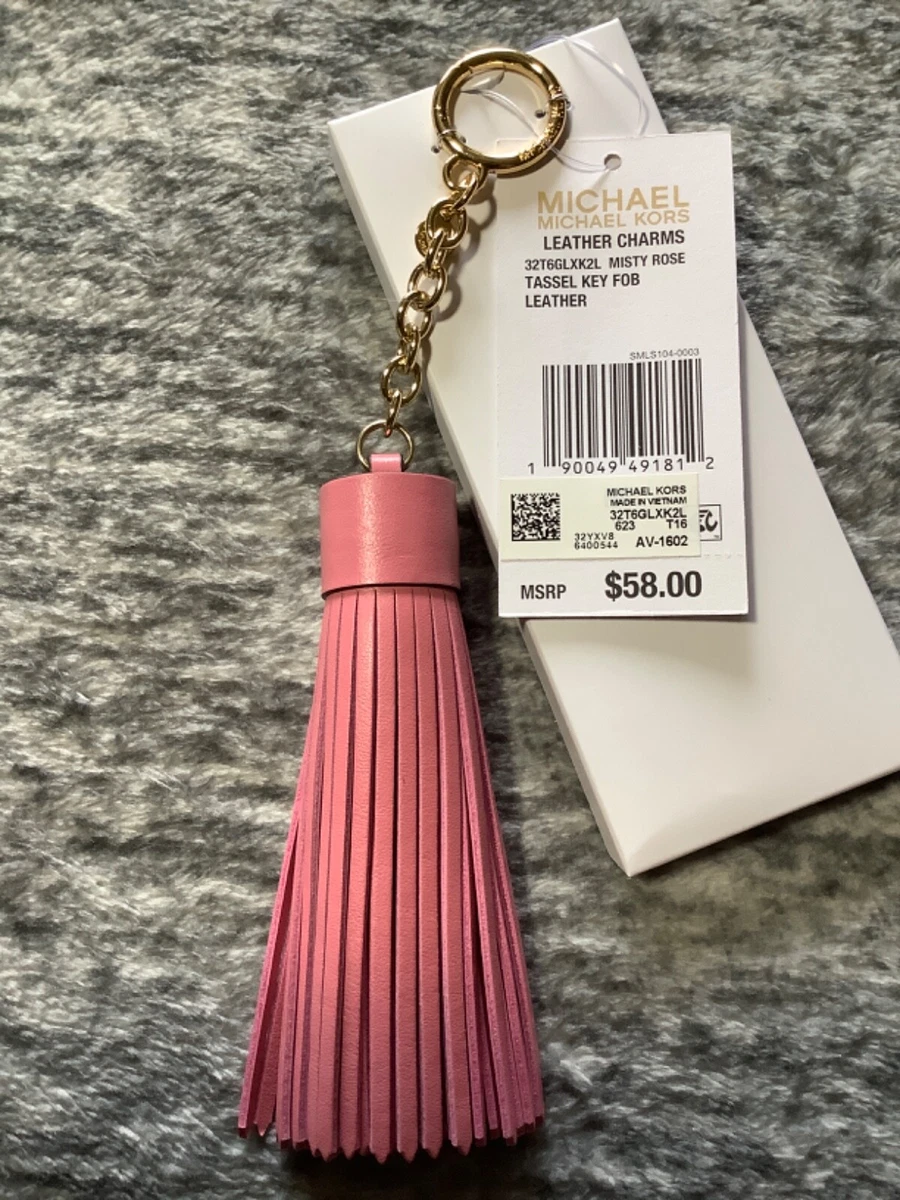 MICHAEL
MICHAEL KORS
LEATHER CHARMS
32T6GLXK2L MISTY ROSE
TASSEL KEY FOB
LEATHER
SMLS104-0003
1 90049 49181 2
MICHAEL KORS
MADE IN VIETNAM
32T6GLXK2L
623 T16
32YXV8
6400544 AV-1602
MSRP $58.00